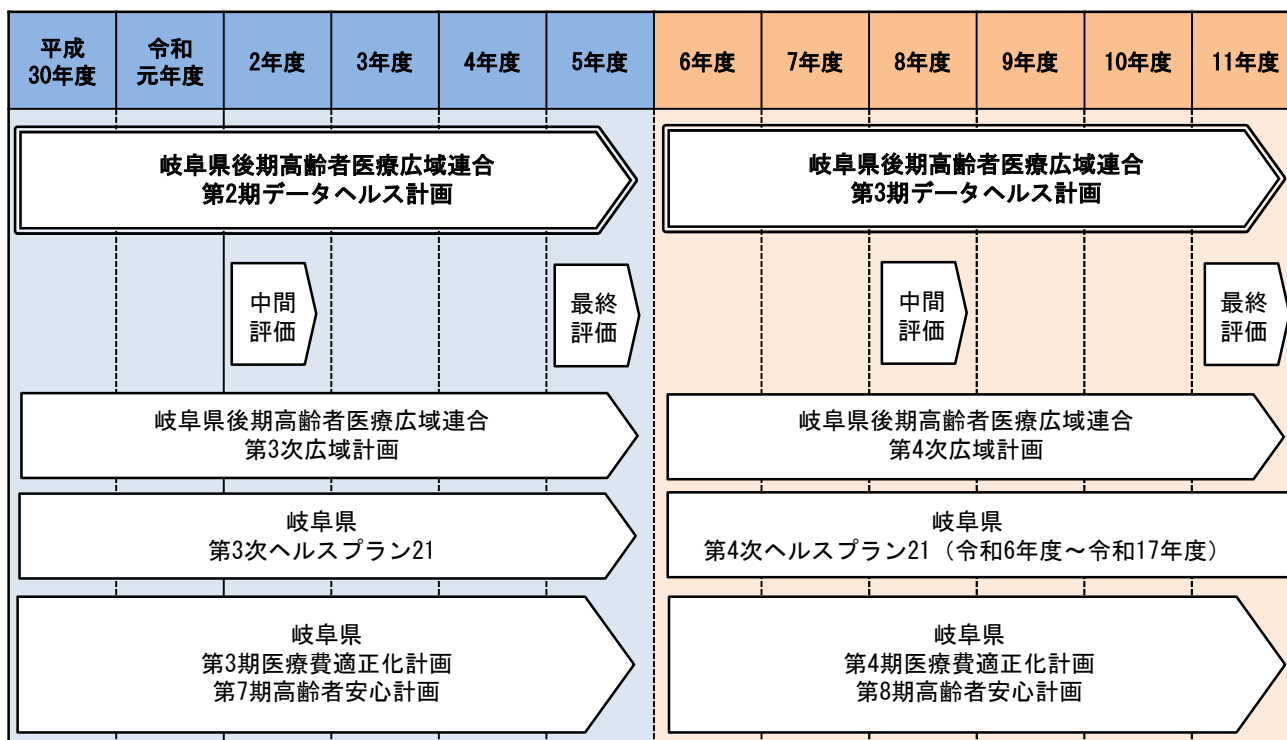 平成
30年度
令和
元年度
2年度
3年度
4年度
5年度
6年度
7年度
8年度
9年度
10年度
11年度
岐阜県後期高齢者医療広域連合
第2期データヘルス計画
岐阜県後期高齢者医療広域連合
第3期データヘルス計画
中間
評価
最終
評価
中間
評価
最終
評価
岐阜県後期高齢者医療広域連合
第3次広域計画
岐阜県後期高齢者医療広域連合
第4次広域計画
岐阜県
第3次ヘルスプラン21
岐阜県
第4次ヘルスプラン21（令和6年度～令和17年度）
岐阜県
第3期医療費適正化計画
第7期高齢者安心計画
岐阜県
第4期医療費適正化計画
第8期高齢者安心計画